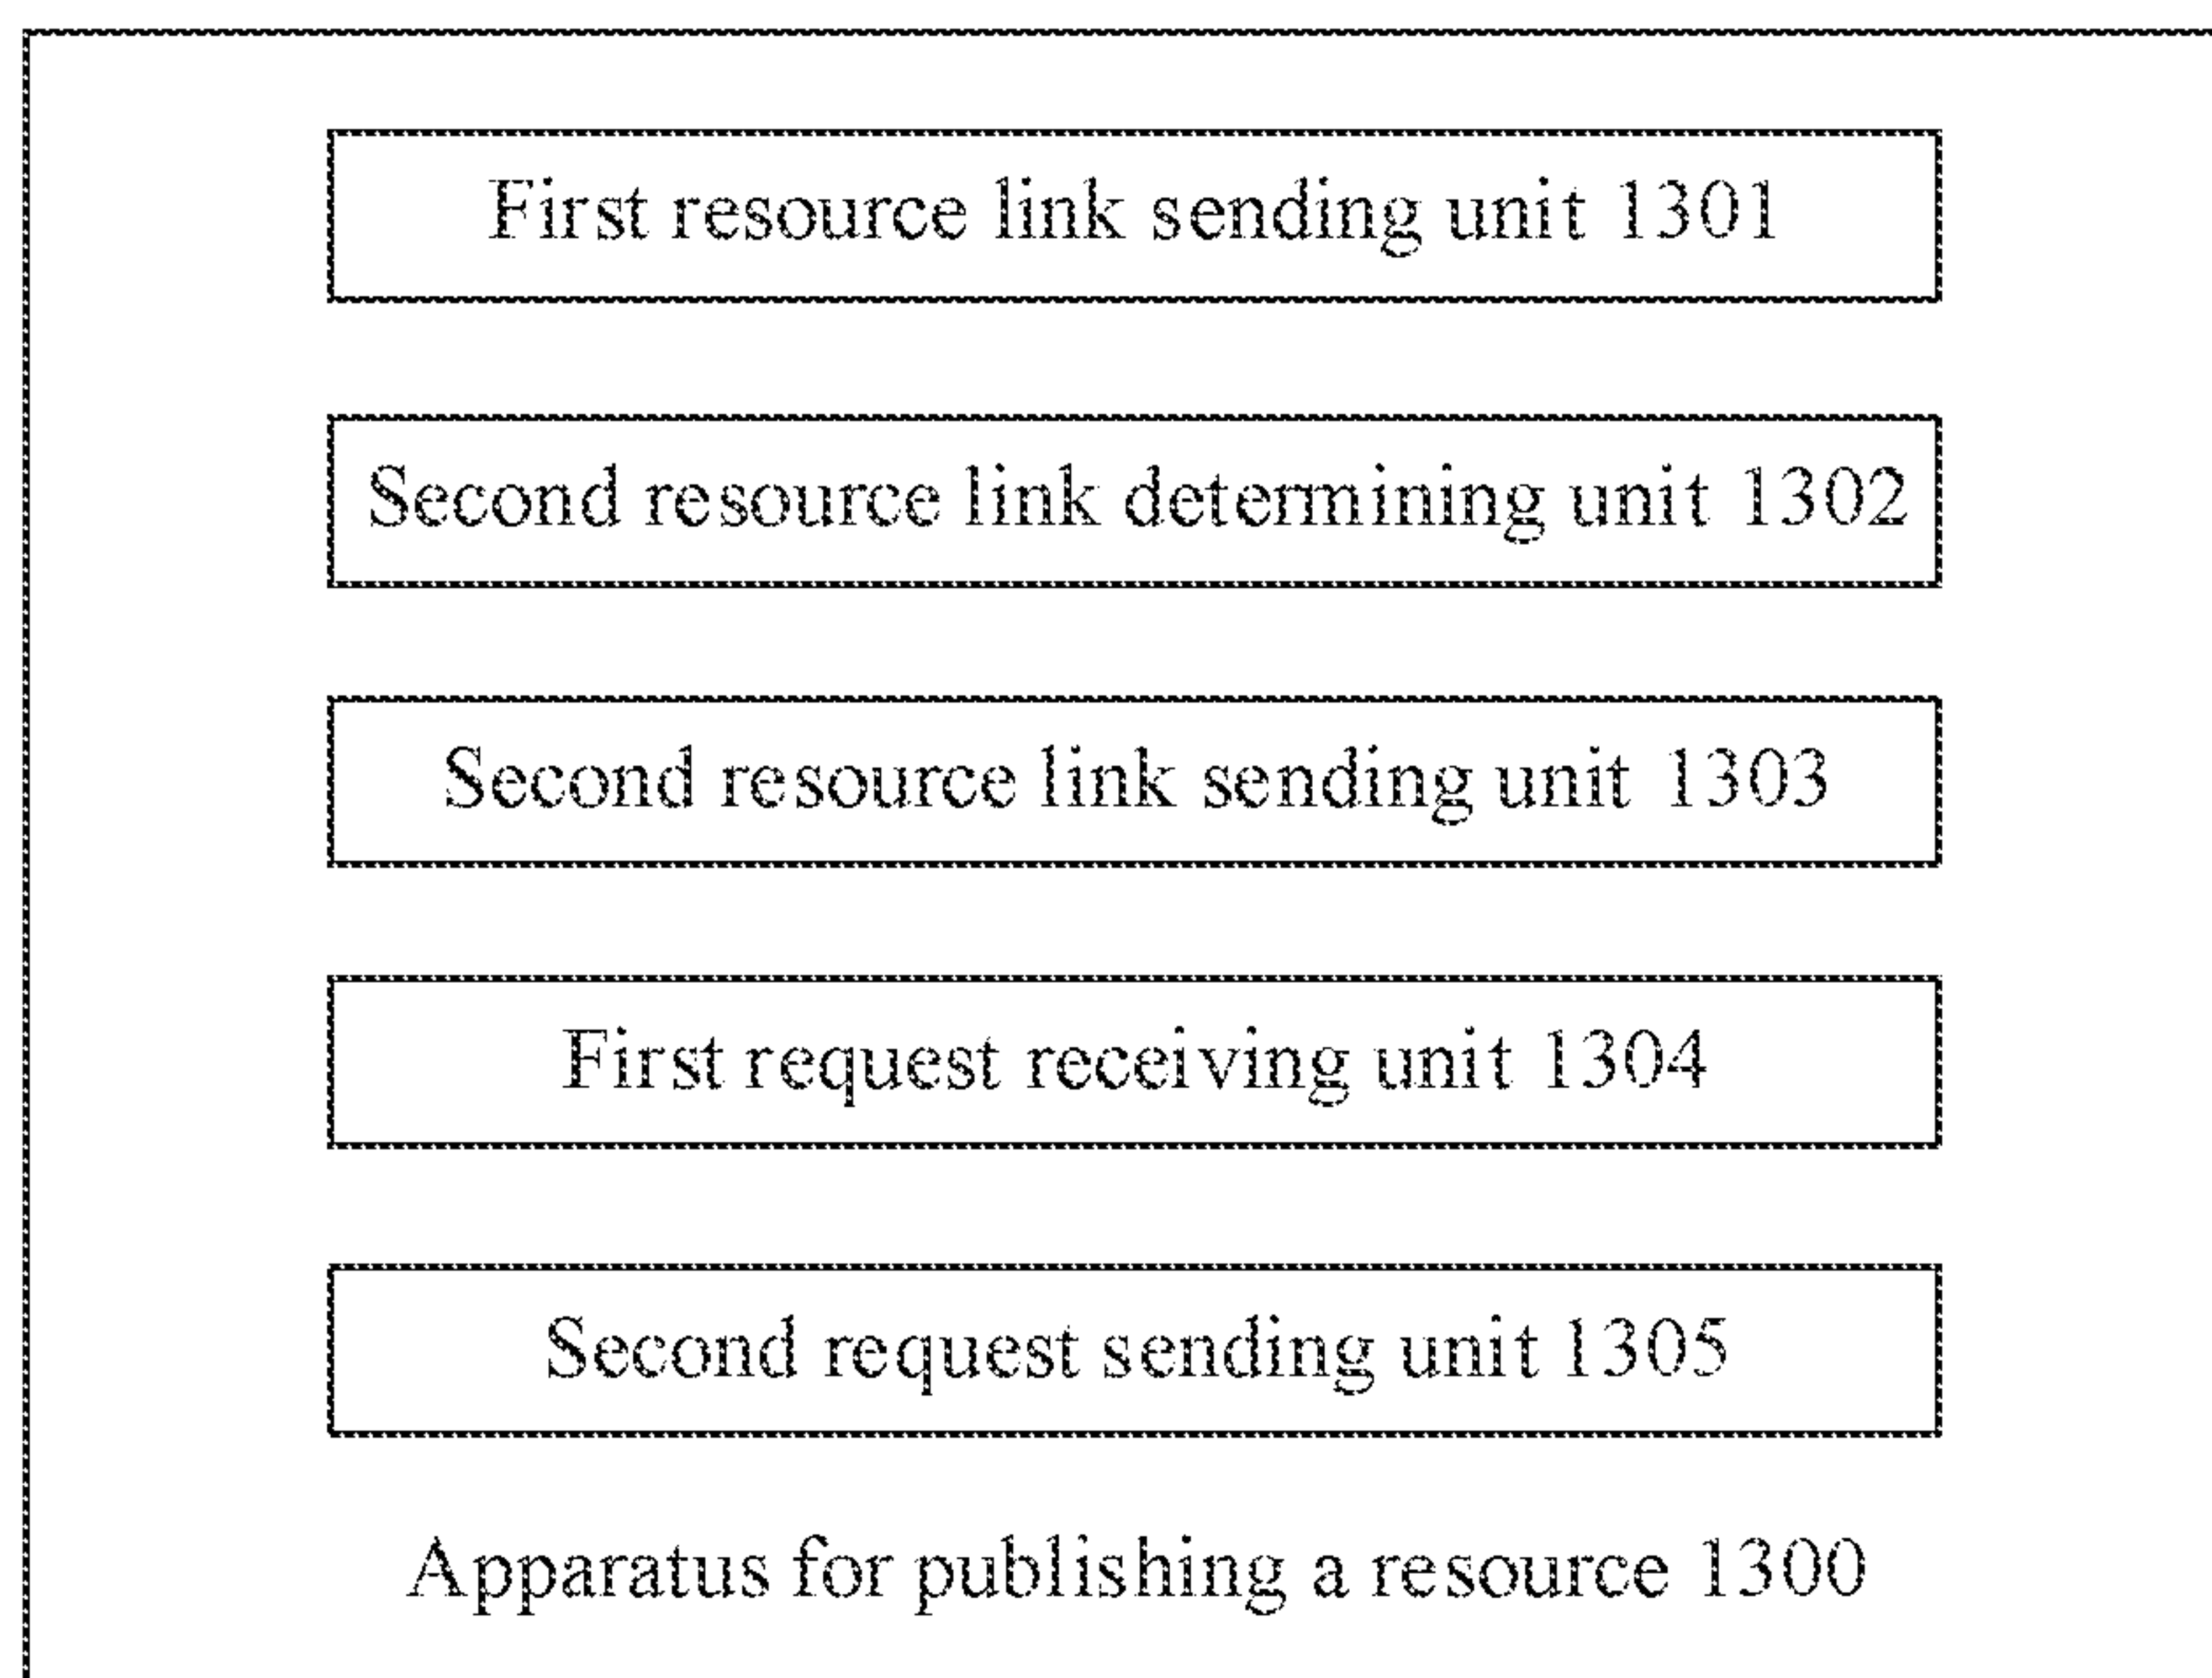 First resource link sending unit 1301
Second resource link determining unit 1302
Second resource link sending unit 1303
First request receiving unit 1304
Second request sending unit 1305
Apparatus for publishing a resource 1300